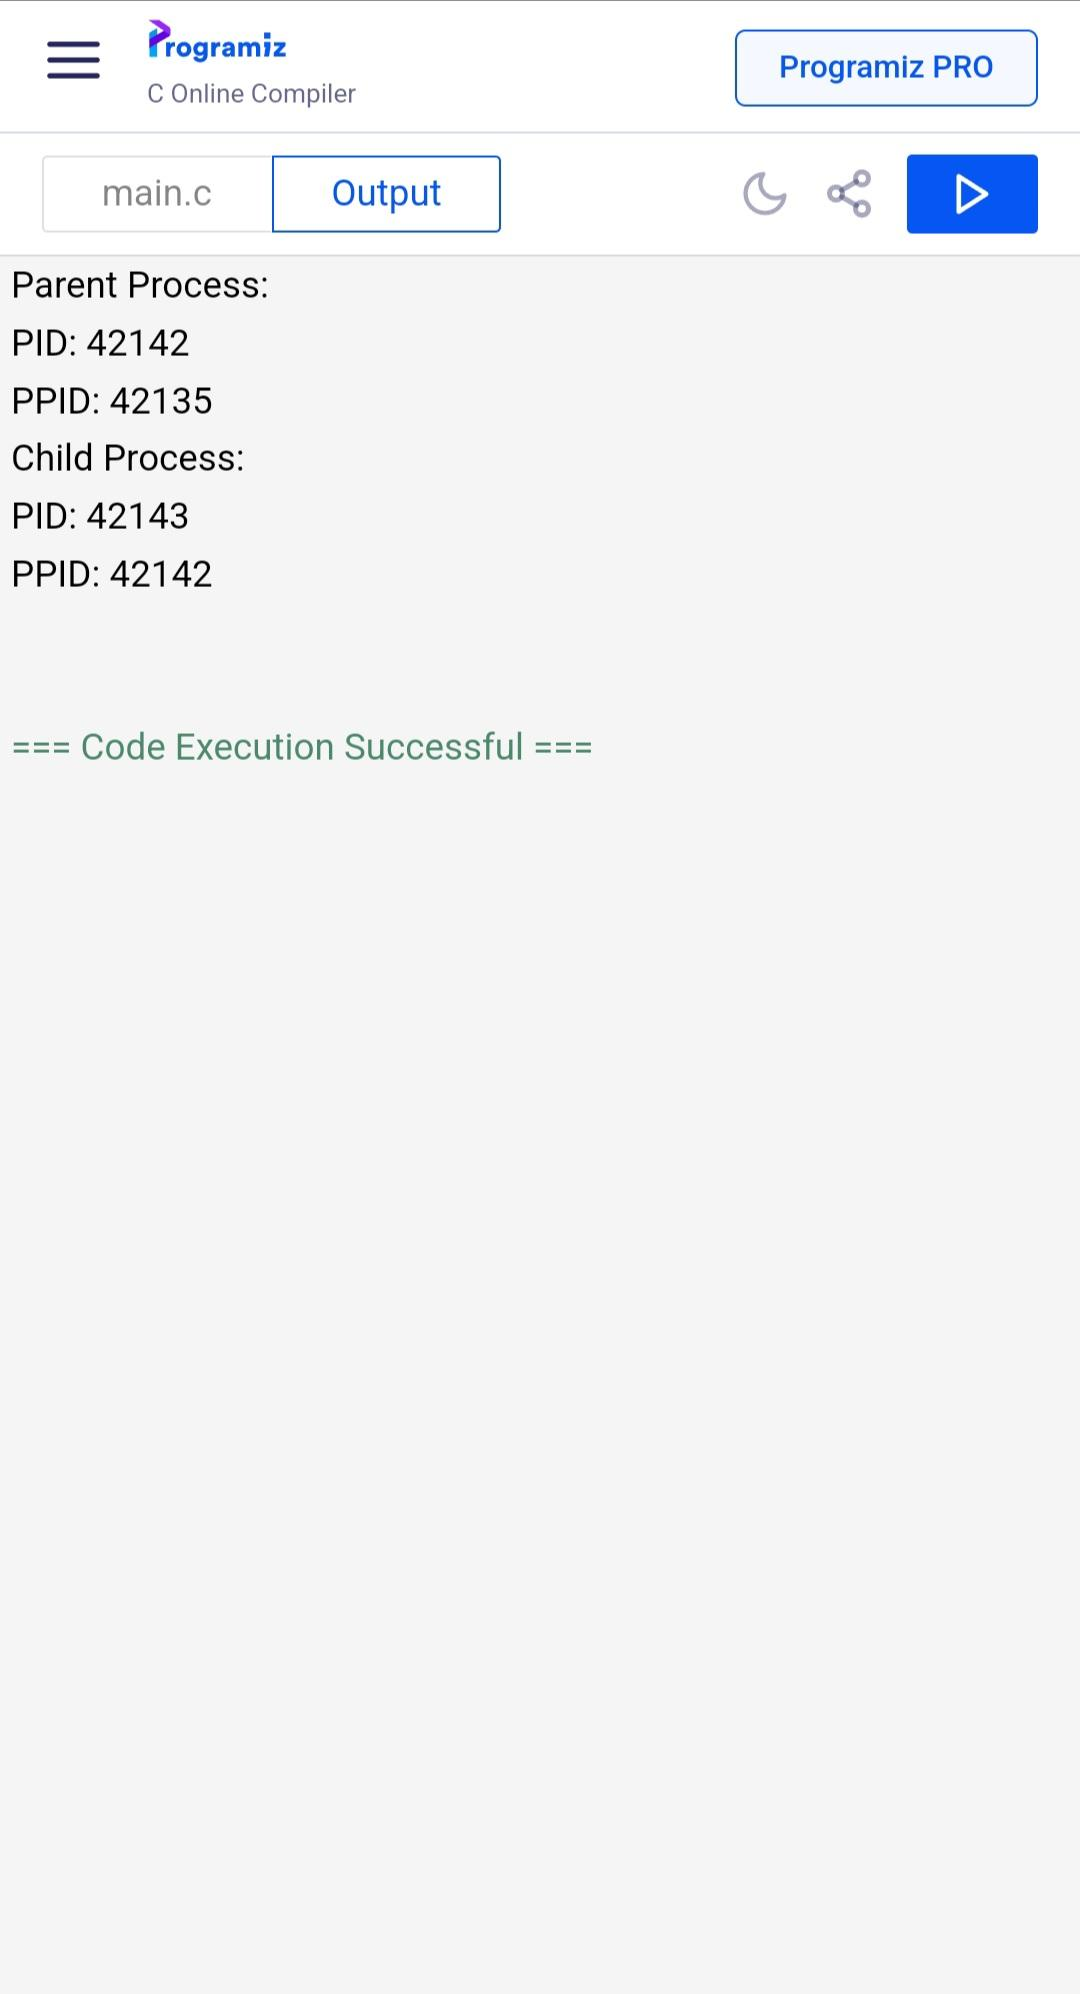 Programiz
C Online Compiler
Programiz PRO
main.c
Output
Parent Process:
PID: 42142
PPID: 42135
Child Process:
PID: 42143
PPID: 42142
=== Code Execution Successful ===